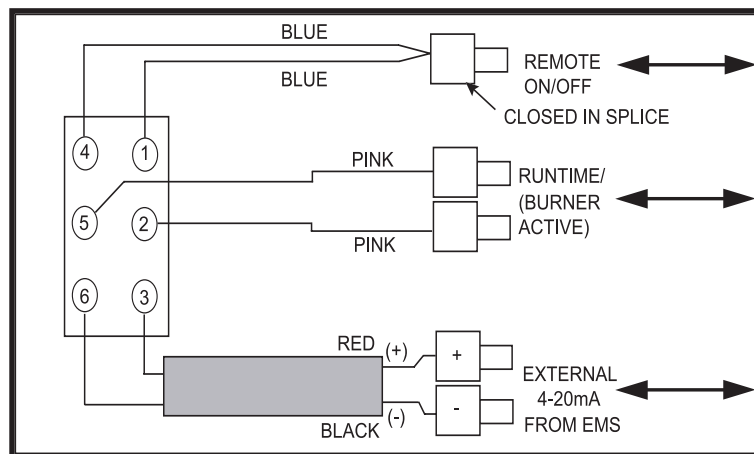 BLUE
BLUE
REMOTE
ON/OFF
CLOSED IN SPLICE
4
1
PINK
RUNTIME/
(BURNER
ACTIVE)
5
2
PINK
6
3
RED (+)
+
EXTERNAL
4-20mA
FROM EMS
-
BLACK (-)